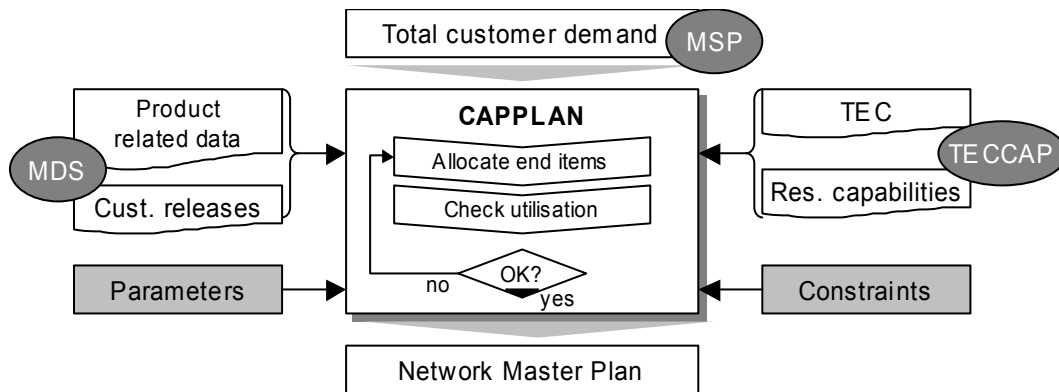 Total customer demand
MSP
Product
related data
MDS
Cust. releases
CAPPLAN
Allocate end items
Check utilisation
OK?
no
yes
TEC
TECCAP
Res. capabilities
Parameters
Constraints
Network Master Plan